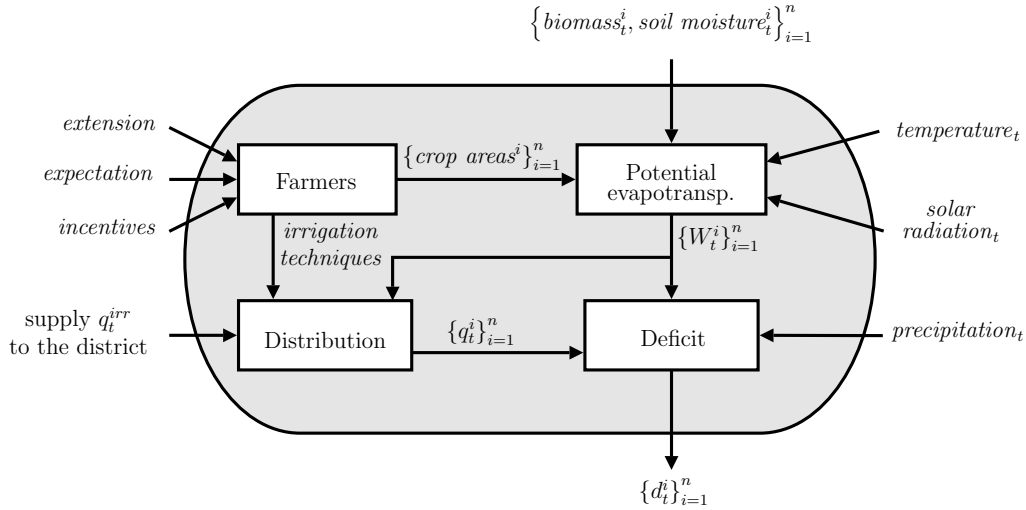 {biomass_t^i, soil moisture_t^i}_{i=1}^n
extension
expectation
incentives
Farmers
{crop areas^i}_{i=1}^n
Potential
evapotransp.
temperature_t
solar
radiation_t
irrigation
techniques
{W_t^i}_{i=1}^n
supply q_t^{irr}
to the district
Distribution
{q_t^i}_{i=1}^n
Deficit
precipitation_t
{d_t^i}_{i=1}^n